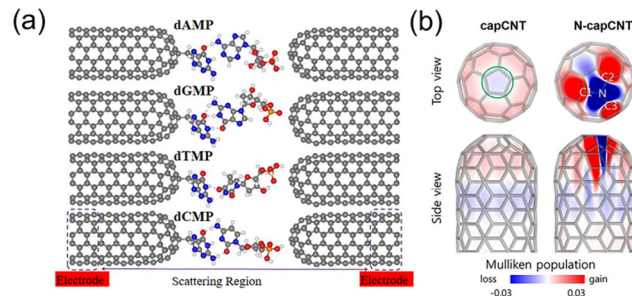 (a)
dAMP
dGMP
dTMP
dCMP
Electrode
Scattering Region
Electrode
(b)
capCNT
N-capCNT
Top view
C2
C1
N
C3
Side view
Mulliken population
loss
gain
-0.03
0.03